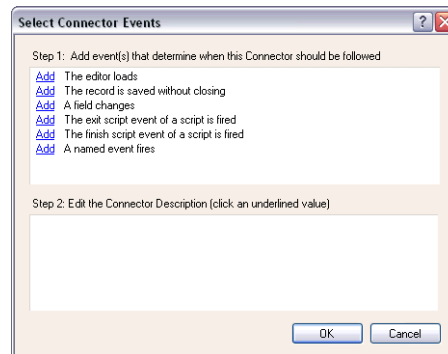 Select Connector Events
Step 1: Add event(s) that determine when this Connector should be followed
Add The editor loads
Add The record is saved without closing
Add A field changes
Add The exit script event of a script is fired
Add The finish script event of a script is fired
Add A named event fires
Step 2: Edit the Connector Description (click an underlined value)
OK Cancel